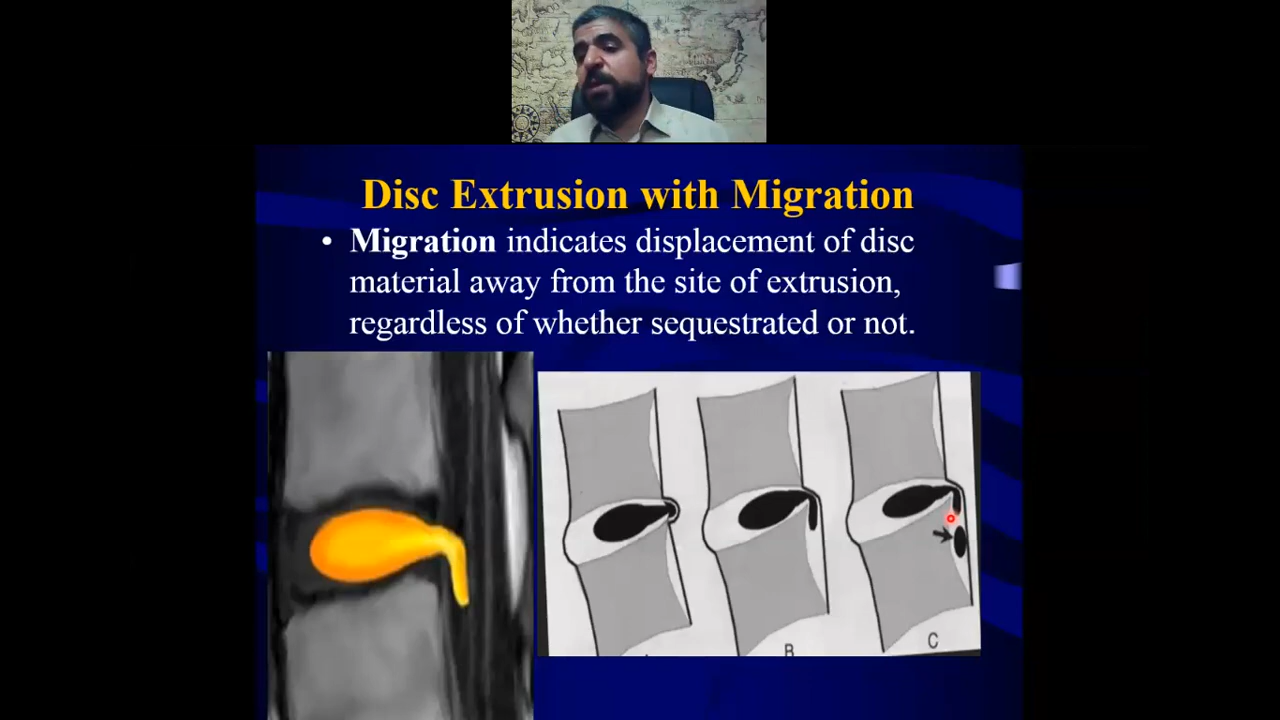 Disc Extrusion with Migration
• Migration indicates displacement of disc
material away from the site of extrusion,
regardless of whether sequestrated or not.
B
C